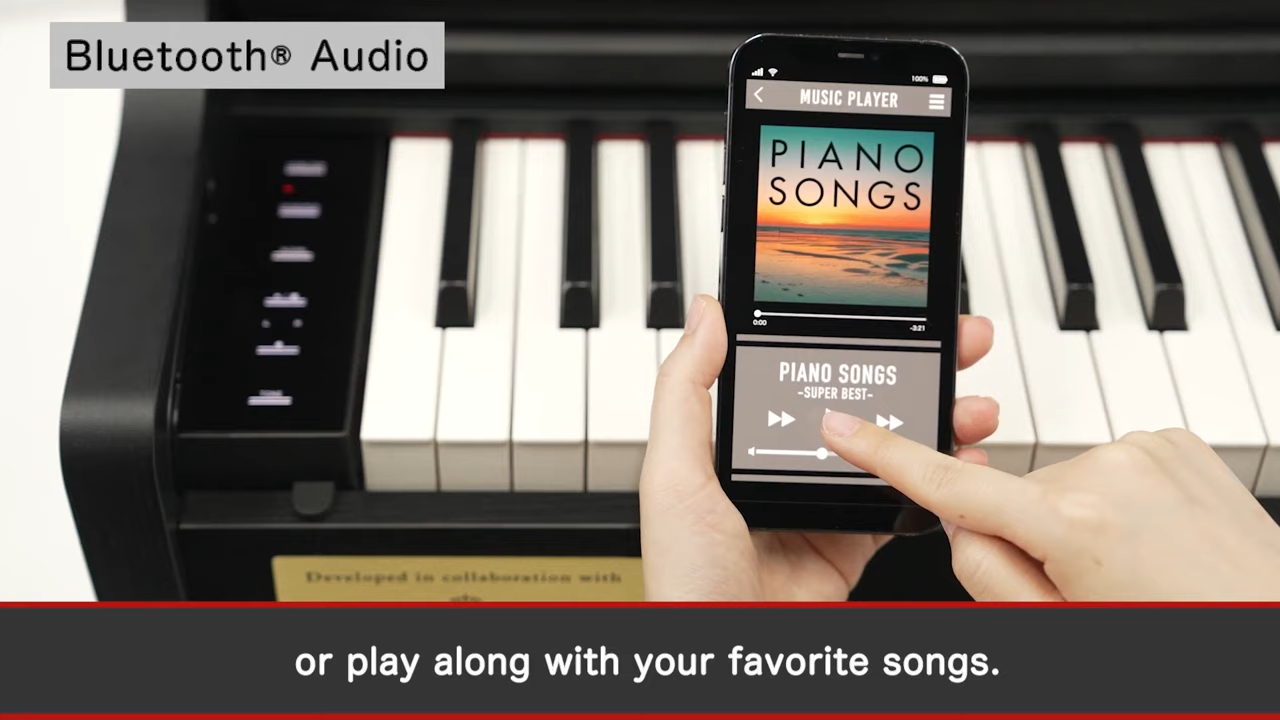 Bluetooth® Audio
100%
MUSIC PLAYER
PIANO
SONGS
0:00
-3:21
PIANO SONGS
-SUPER BEST-
Developed in collaboration with
or play along with your favorite songs.